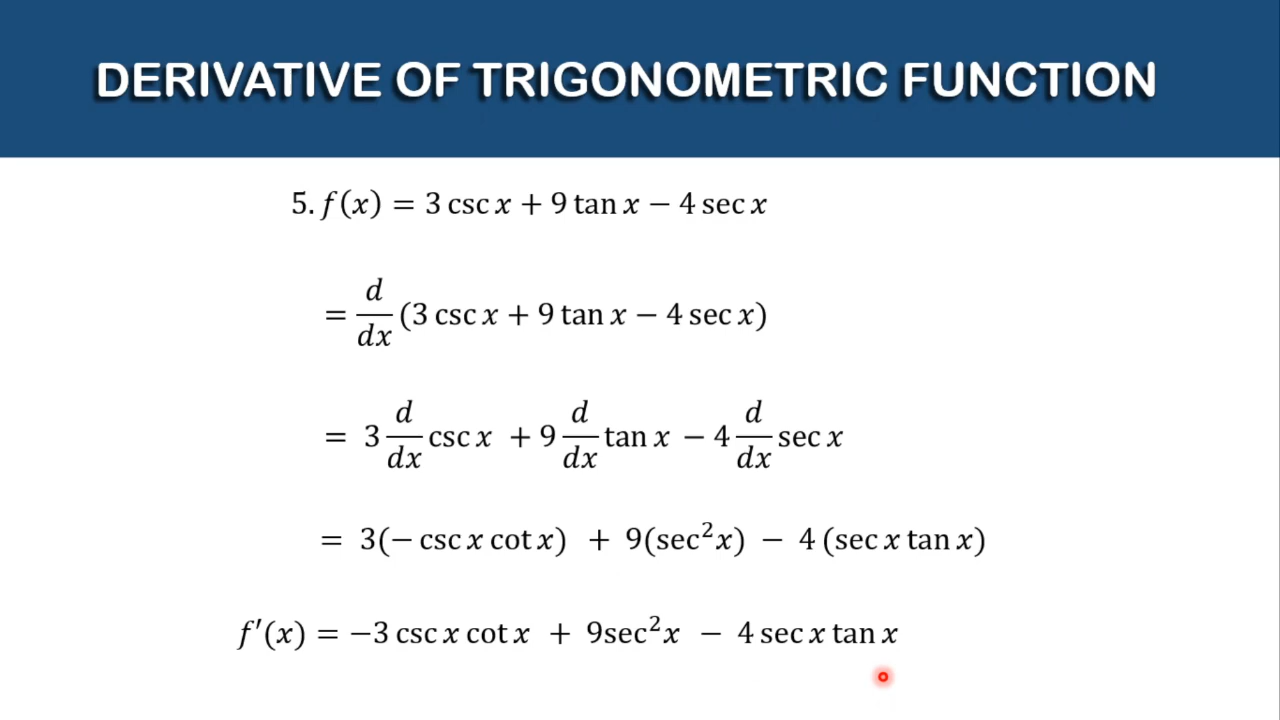 DERIVATIVE OF TRIGONOMETRIC FUNCTION
5. f(x) = 3 csc x + 9 tan x − 4 sec x
= d/dx (3 csc x + 9 tan x − 4 sec x)
= 3 d/dx csc x + 9 d/dx tan x − 4 d/dx sec x
= 3(− csc x cot x) + 9(sec²x) − 4 (sec x tan x)
f′(x) = −3 csc x cot x + 9sec²x − 4 sec x tan x